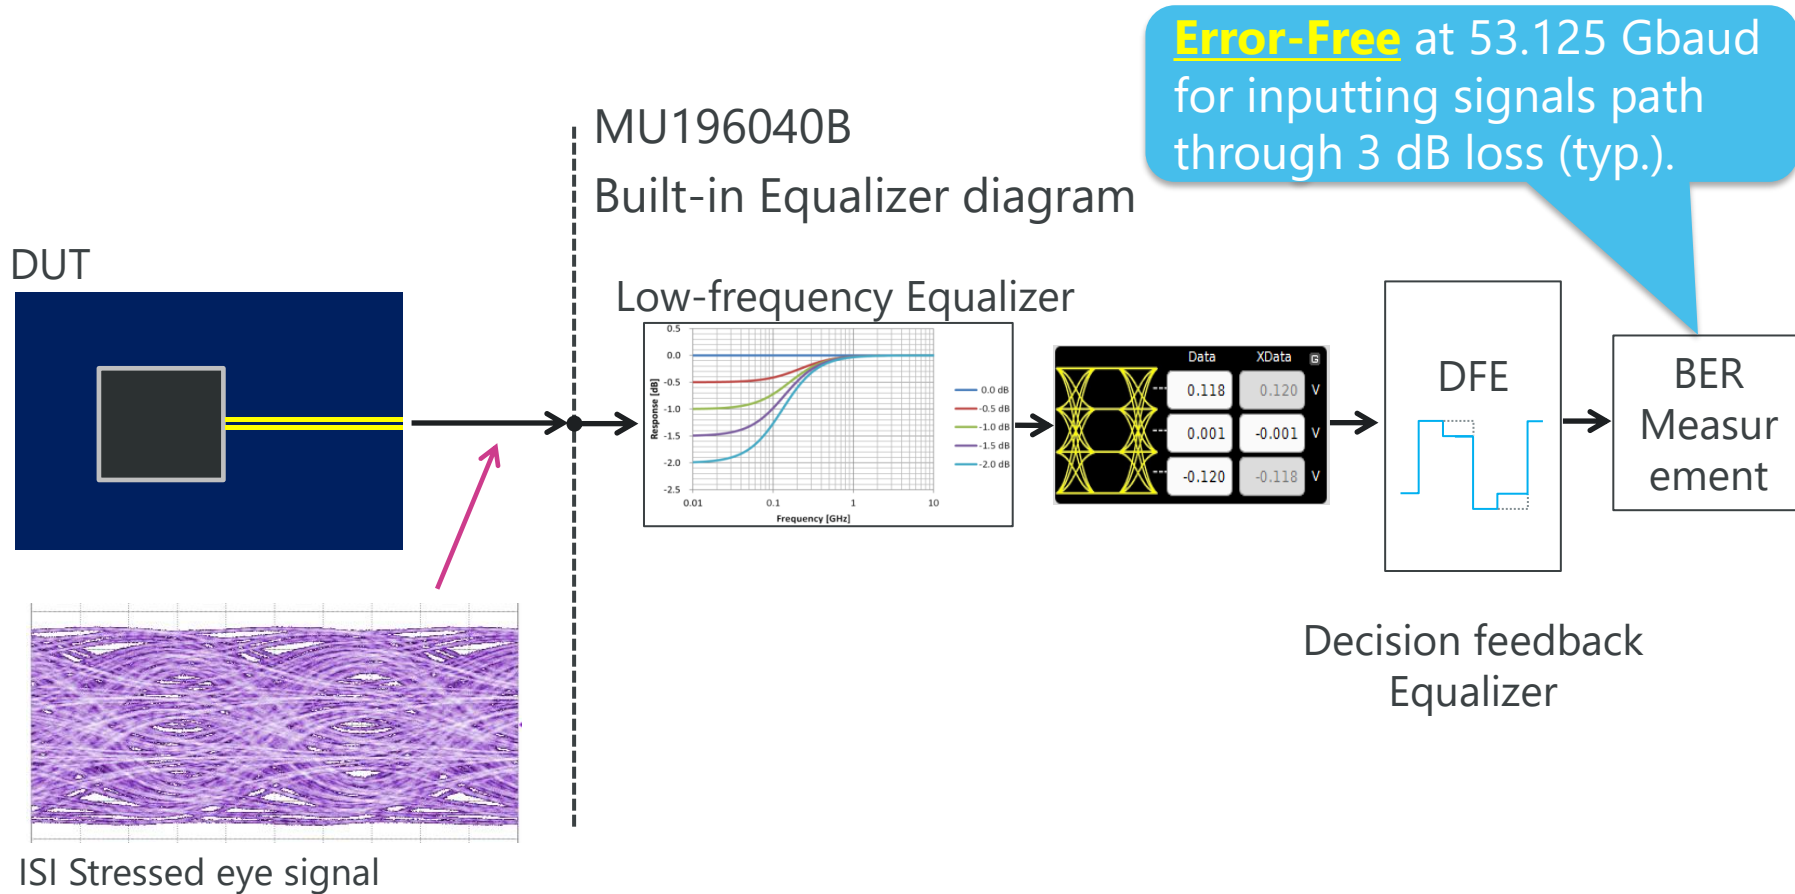 Error-Free at 53.125 Gbaud
for inputting signals path
through 3 dB loss (typ.).
MU196040B
Built-in Equalizer diagram
DUT
Low-frequency Equalizer
0.5
0.0
-0.5
-1.0
-1.5
-2.0
-2.5
Response [dB]
0.01 0.1 1 10
Frequency [GHz]
0.0 dB
-0.5 dB
-1.0 dB
-1.5 dB
-2.0 dB
Data XData G
0.118 0.120 V
0.001 -0.001 V
-0.120 -0.118 V
DFE
BER
Measur
ement
Decision feedback
Equalizer
ISI Stressed eye signal